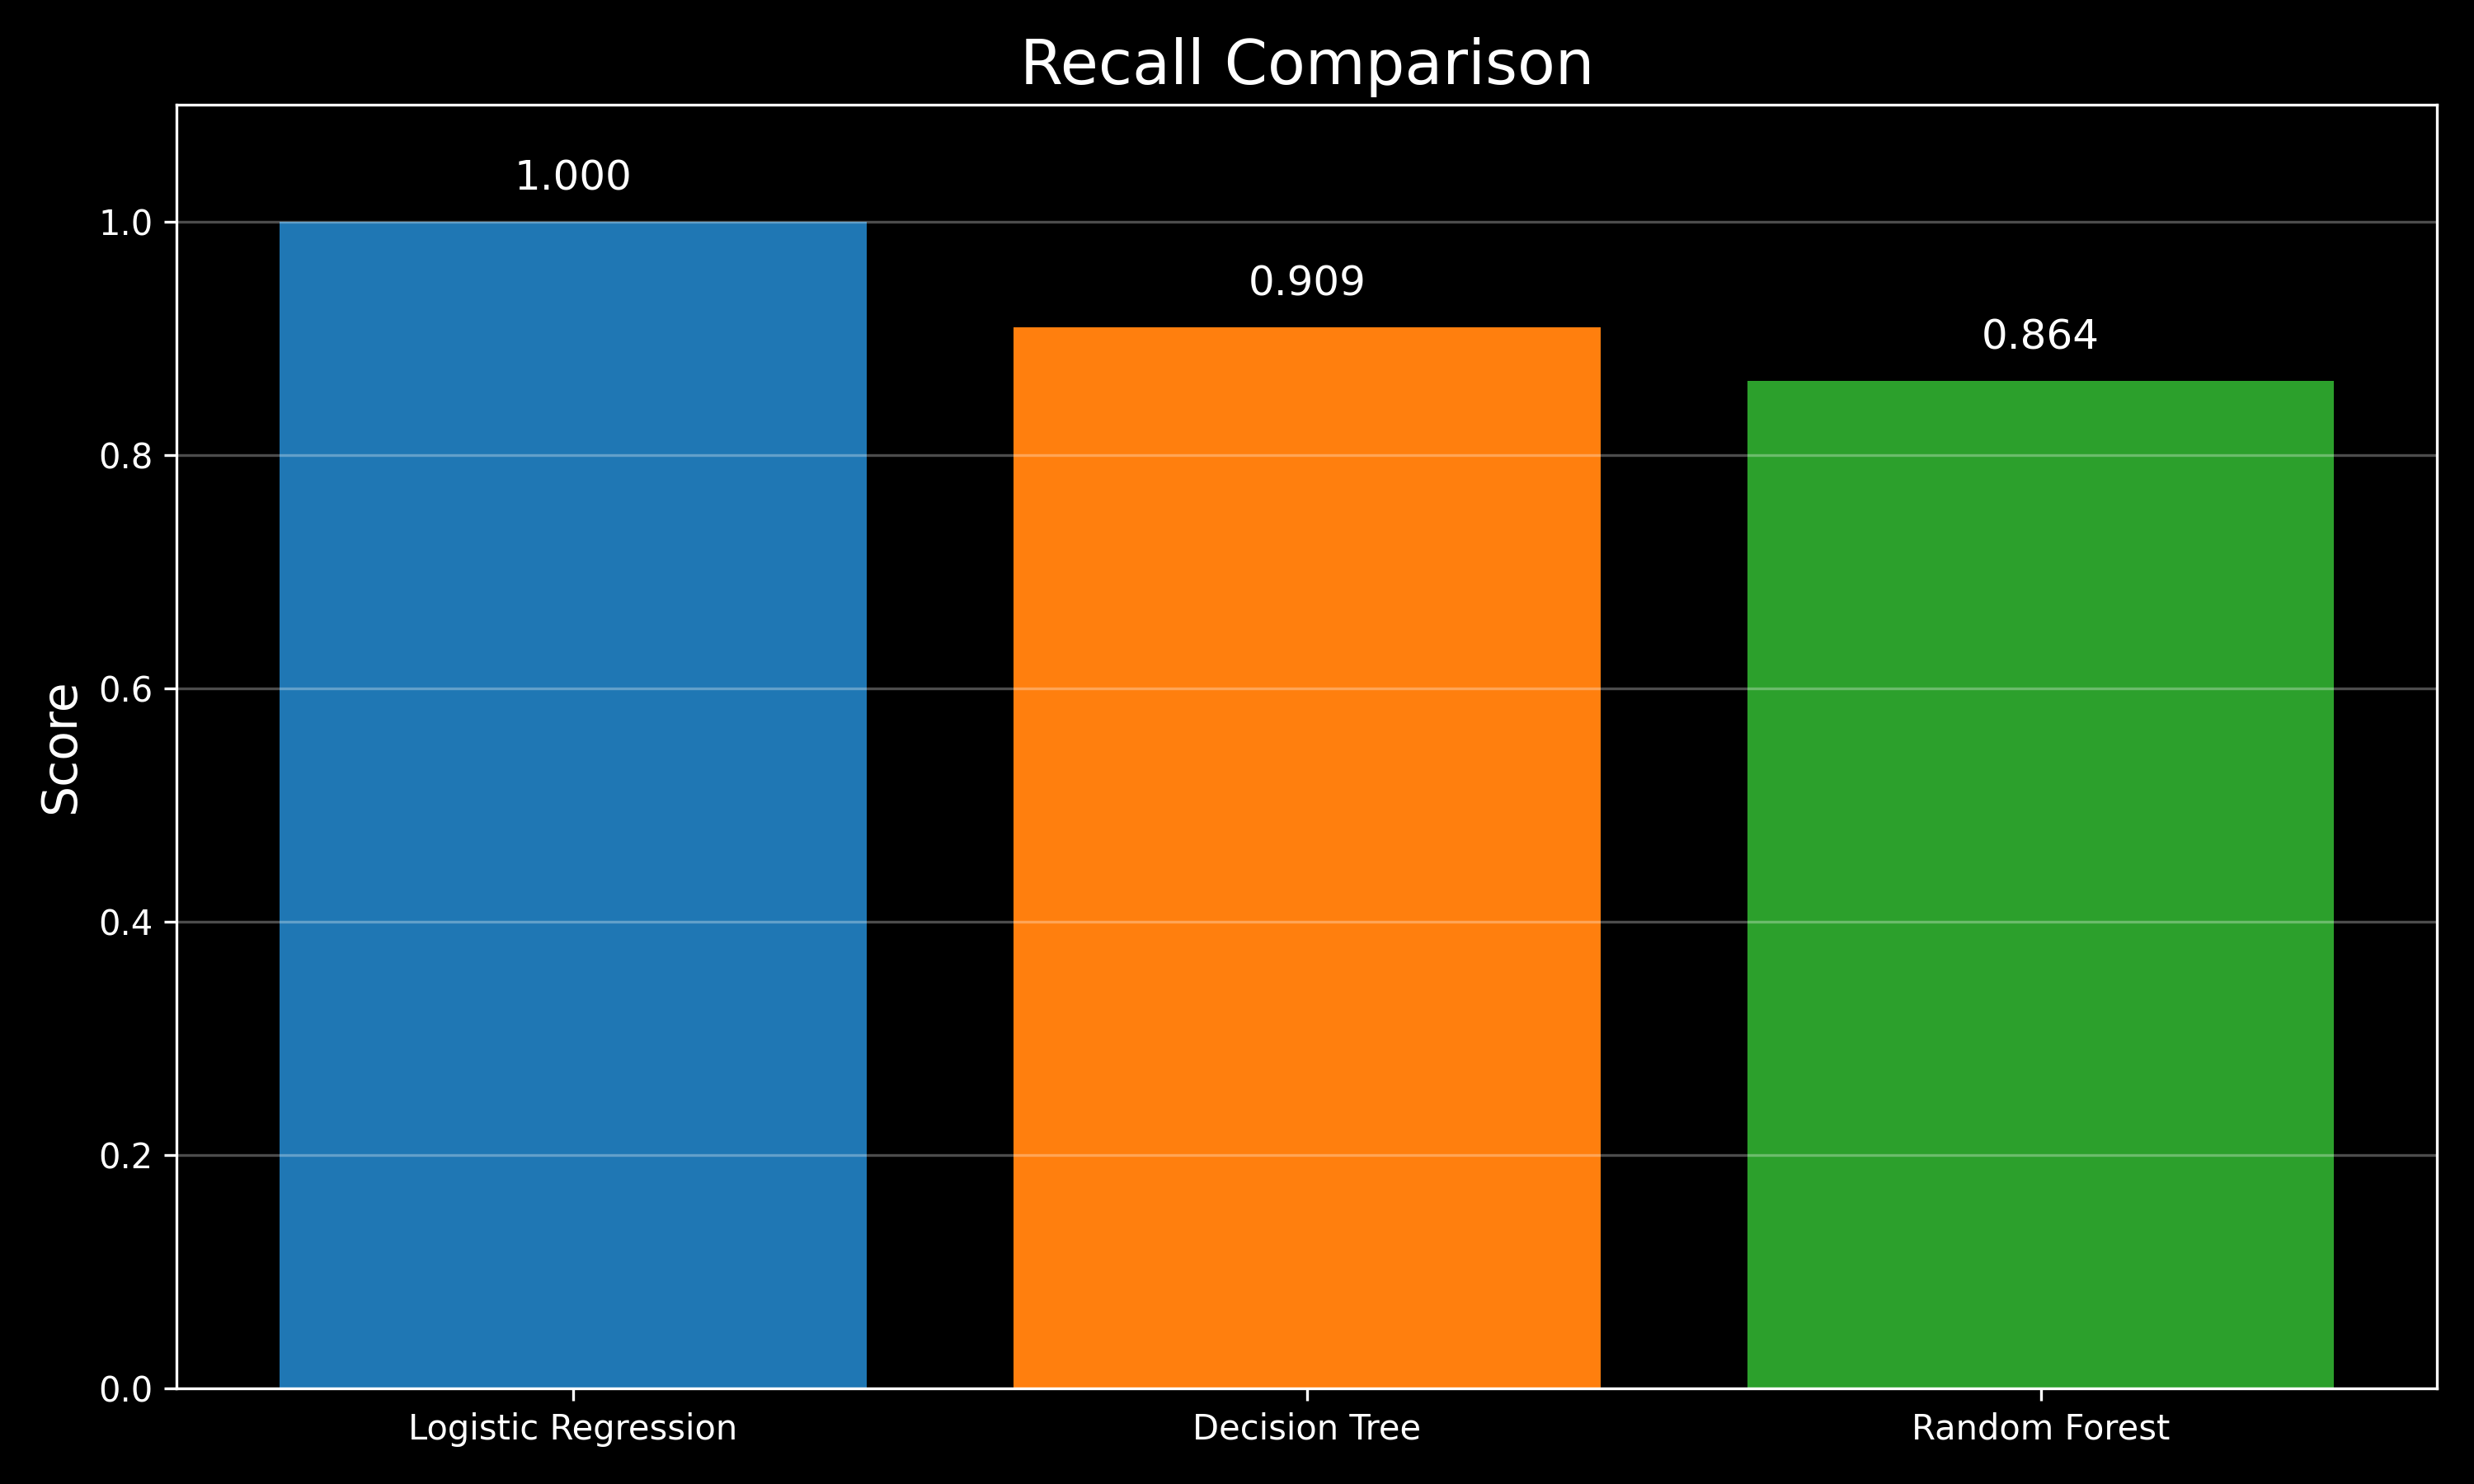 Recall Comparison
1.000
0.909
0.864
1.0
0.8
0.6
0.4
0.2
0.0
Score
Logistic Regression
Decision Tree
Random Forest